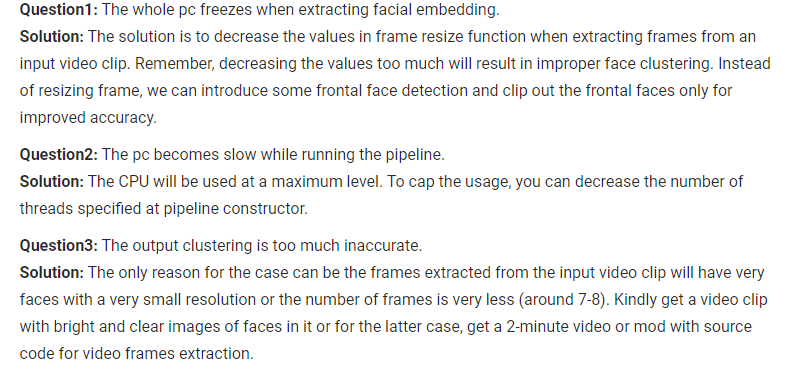 Question1: The whole pc freezes when extracting facial embedding.
Solution: The solution is to decrease the values in frame resize function when extracting frames from an
input video clip. Remember, decreasing the values too much will result in improper face clustering. Instead
of resizing frame, we can introduce some frontal face detection and clip out the frontal faces only for
improved accuracy.
Question2: The pc becomes slow while running the pipeline.
Solution: The CPU will be used at a maximum level. To cap the usage, you can decrease the number of
threads specified at pipeline constructor.
Question3: The output clustering is too much inaccurate.
Solution: The only reason for the case can be the frames extracted from the input video clip will have very
faces with a very small resolution or the number of frames is very less (around 7-8). Kindly get a video clip
with bright and clear images of faces in it or for the latter case, get a 2-minute video or mod with source
code for video frames extraction.